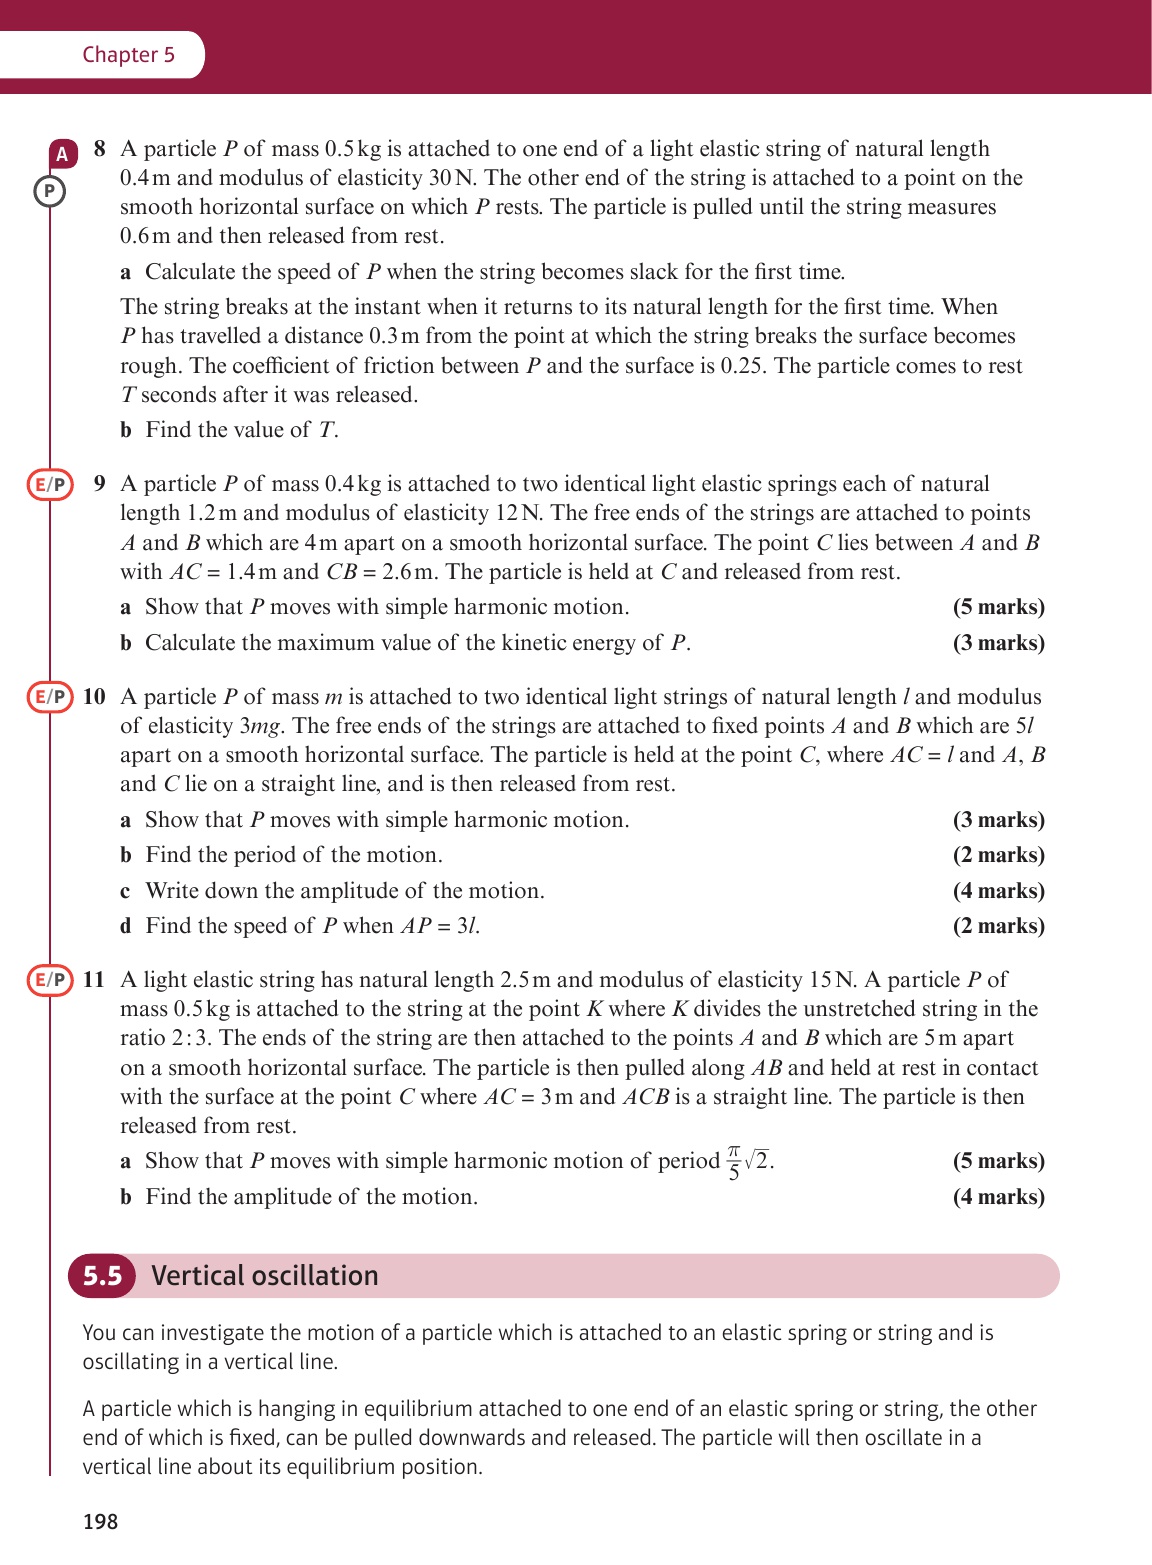 Chapter 5
A
P
8 A particle P of mass 0.5 kg is attached to one end of a light elastic string of natural length
0.4 m and modulus of elasticity 30 N. The other end of the string is attached to a point on the
smooth horizontal surface on which P rests. The particle is pulled until the string measures
0.6 m and then released from rest.
a Calculate the speed of P when the string becomes slack for the first time.
The string breaks at the instant when it returns to its natural length for the first time. When
P has travelled a distance 0.3 m from the point at which the string breaks the surface becomes
rough. The coefficient of friction between P and the surface is 0.25. The particle comes to rest
T seconds after it was released.
b Find the value of T.
E/P 9 A particle P of mass 0.4 kg is attached to two identical light elastic springs each of natural
length 1.2 m and modulus of elasticity 12 N. The free ends of the strings are attached to points
A and B which are 4 m apart on a smooth horizontal surface. The point C lies between A and B
with AC = 1.4 m and CB = 2.6 m. The particle is held at C and released from rest.
a Show that P moves with simple harmonic motion. (5 marks)
b Calculate the maximum value of the kinetic energy of P. (3 marks)
E/P 10 A particle P of mass m is attached to two identical light strings of natural length l and modulus
of elasticity 3mg. The free ends of the strings are attached to fixed points A and B which are 5l
apart on a smooth horizontal surface. The particle is held at the point C, where AC = l and A, B
and C lie on a straight line, and is then released from rest.
a Show that P moves with simple harmonic motion. (3 marks)
b Find the period of the motion. (2 marks)
c Write down the amplitude of the motion. (4 marks)
d Find the speed of P when AP = 3l. (2 marks)
E/P 11 A light elastic string has natural length 2.5 m and modulus of elasticity 15 N. A particle P of
mass 0.5 kg is attached to the string at the point K where K divides the unstretched string in the
ratio 2 : 3. The ends of the string are then attached to the points A and B which are 5 m apart
on a smooth horizontal surface. The particle is then pulled along AB and held at rest in contact
with the surface at the point C where AC = 3 m and ACB is a straight line. The particle is then
released from rest.
a Show that P moves with simple harmonic motion of period π/5 √2. (5 marks)
b Find the amplitude of the motion. (4 marks)
5.5 Vertical oscillation
You can investigate the motion of a particle which is attached to an elastic spring or string and is
oscillating in a vertical line.
A particle which is hanging in equilibrium attached to one end of an elastic spring or string, the other
end of which is fixed, can be pulled downwards and released. The particle will then oscillate in a
vertical line about its equilibrium position.
198